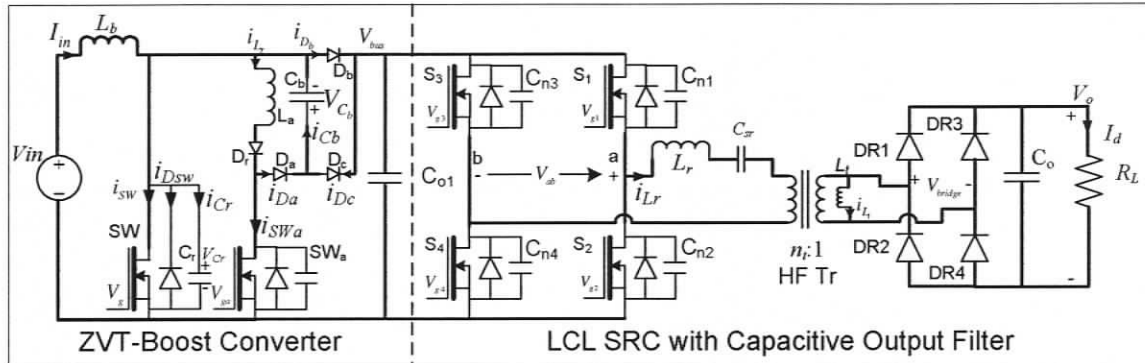 I_in L_b i_Lr i_Db V_bus
D_b
C_b - V_Cb +
L_a i_Cb
D_r D_a D_c
i_Da i_Dc
Vin
i_SW i_Dsw i_Cr
i_SWa
SW C_r V_Cr + -
SW_a
V_g V_ga
C_o1
S_3 C_n3 S_1 C_n1
V_g3 V_g1
b a
- V_ab +
L_r C_sr
i_Lr
S_4 C_n4 S_2 C_n2
V_g4 V_g2
n_t:1
HF Tr
L_t
i_Lt
DR1 DR3
+ V_bridge -
DR2 DR4
C_o
V_o
+ I_d
R_L
-
ZVT-Boost Converter LCL SRC with Capacitive Output Filter